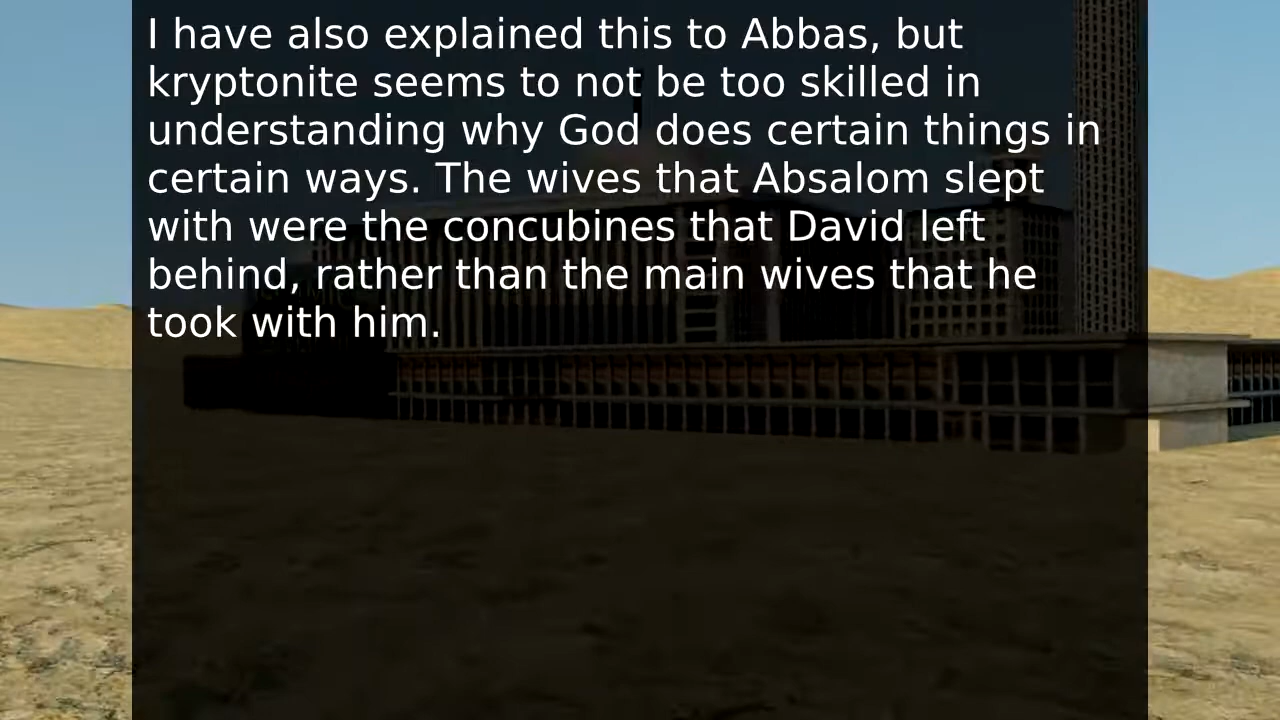 I have also explained this to Abbas, but
kryptonite seems to not be too skilled in
understanding why God does certain things in
certain ways. The wives that Absalom slept
with were the concubines that David left
behind, rather than the main wives that he
took with him.